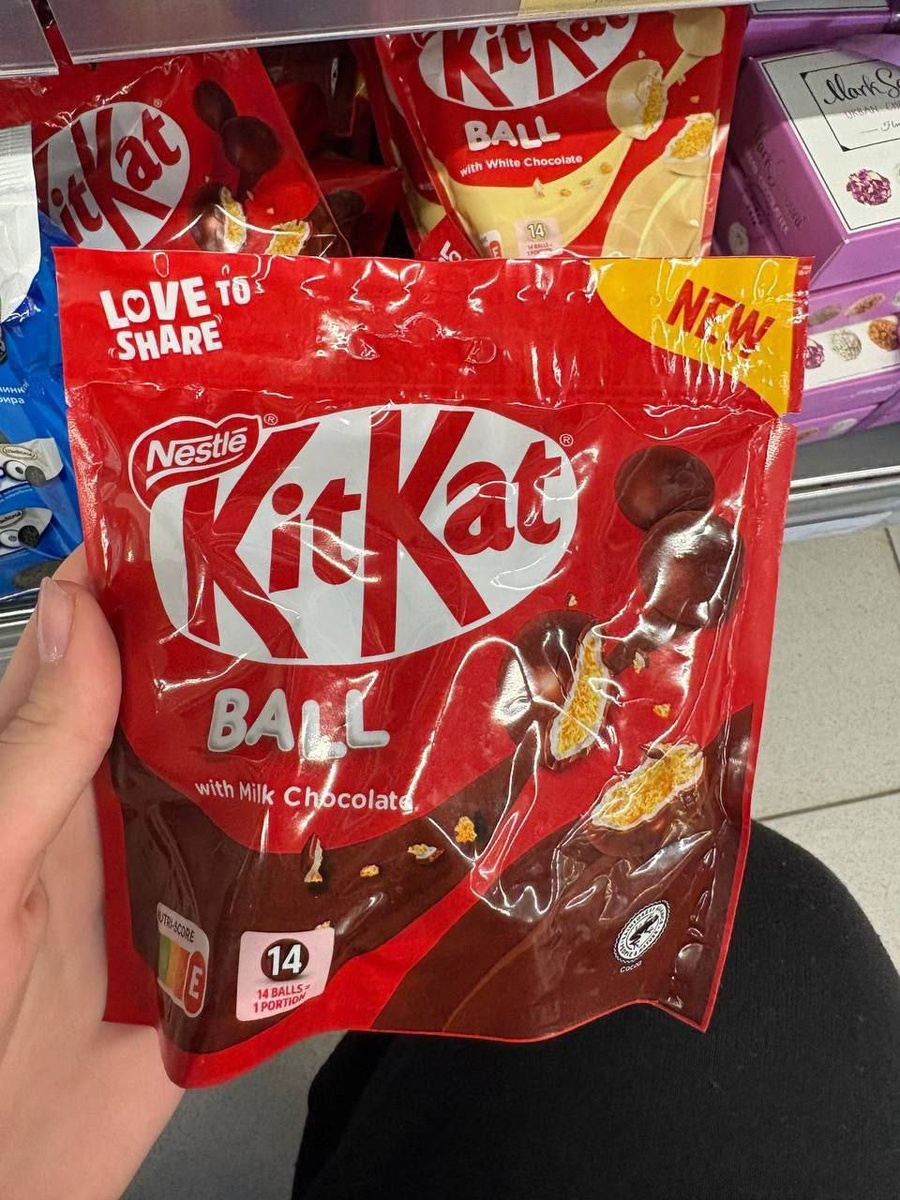 KitKat
BALL
with White Chocolate
14
KitKat
LOVE TO
SHARE
NEW
Nestlé®
KitKat®
BALL
with Milk Chocolate
NUTRI-SCORE
E
14
14 BALLS=
1 PORTION
Cocoa